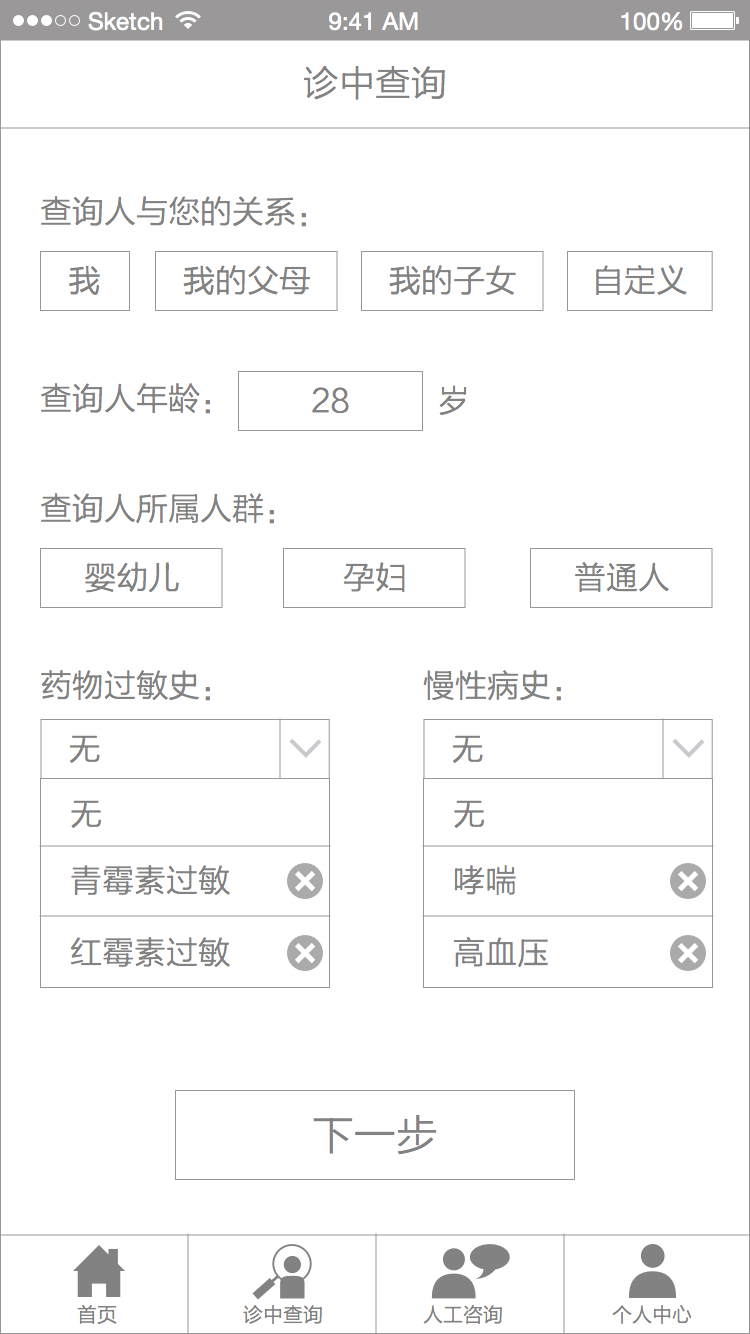 Sketch 9:41 AM 100%
诊中查询
查询人与您的关系：
我 我的父母 我的子女 自定义
查询人年龄： 28 岁
查询人所属人群：
婴幼儿 孕妇 普通人
药物过敏史： 慢性病史：
无 无
无 无
青霉素过敏 哮喘
红霉素过敏 高血压
下一步
首页 诊中查询 人工咨询 个人中心